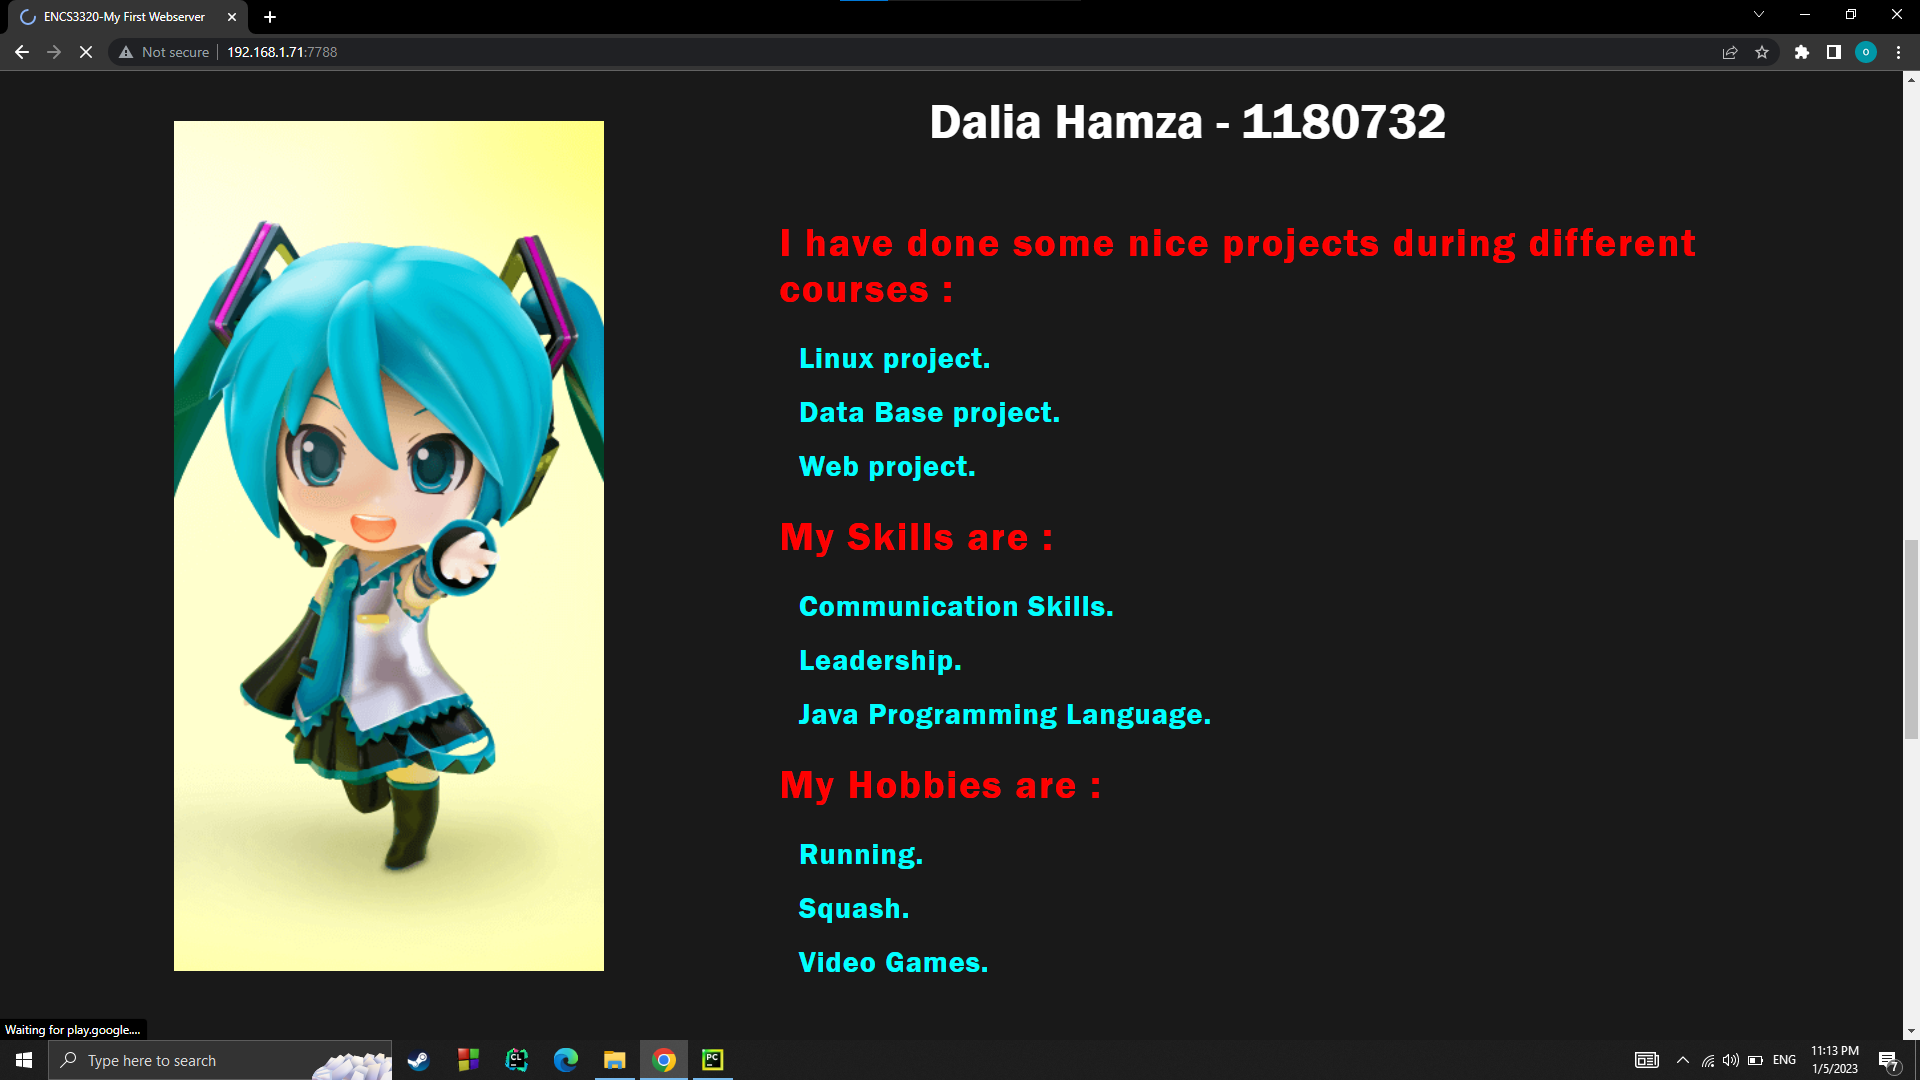 ENCS3320-My First Webserver
Not secure
192.168.1.71:7788
o
Dalia Hamza - 1180732
I have done some nice projects during different
courses :
Linux project.
Data Base project.
Web project.
My Skills are :
Communication Skills.
Leadership.
Java Programming Language.
My Hobbies are :
Running.
Squash.
Video Games.
Waiting for play.google....
Type here to search
CL
PC
ENG
11:13 PM
1/5/2023
7